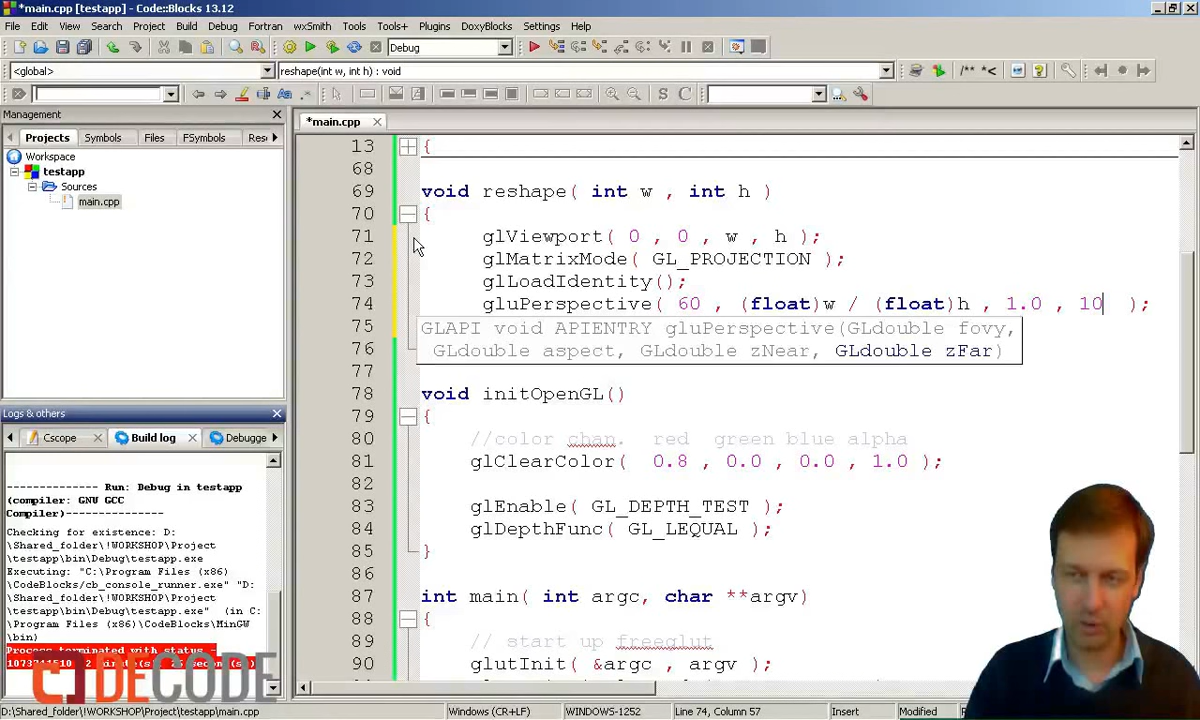 *main.cpp [testapp] - Code::Blocks 13.12
File Edit View Search Project Build Debug Fortran wxSmith Tools Tools+ Plugins DoxyBlocks Settings Help
Debug
<global>
reshape(int w, int h) : void
/** *<
Management
Projects Symbols Files FSymbols
Workspace
testapp
Sources
main.cpp
*main.cpp
13 {
68
69 void reshape( int w , int h )
70 {
71 glViewport( 0 , 0 , w , h );
72 glMatrixMode( GL_PROJECTION );
73 glLoadIdentity();
74 gluPerspective( 60 , (float)w / (float)h , 1.0 , 10 );
75
GLAPI void APIENTRY gluPerspective(GLdouble fovy,
GLdouble aspect, GLdouble zNear, GLdouble zFar)
76
77
78 void initOpenGL()
79 {
80 //color chan. red green blue alpha
81 glClearColor( 0.8 , 0.0 , 0.0 , 1.0 );
82
83 glEnable( GL_DEPTH_TEST );
84 glDepthFunc( GL_LEQUAL );
85 }
86
87 int main( int argc, char **argv)
88 {
89 // start up freeglut
90 glutInit( &argc , argv );
Logs & others
Cscope Build log Debugge
-------------- Run: Debug in testapp
(compiler: GNU GCC
Compiler)---------------
Checking for existence: D:
\Shared_folder\!WORKSHOP\Project
\testapp\bin\Debug\testapp.exe
Executing: "C:\Program Files (x86)
\CodeBlocks/cb_console_runner.exe" "D:
\Shared_folder\!WORKSHOP\Project
\testapp\bin\Debug\testapp.exe" (in C:
\Program Files (x86)\CodeBlocks\MinGW
\bin)
Process terminated with status -
DECODE
D:\Shared_folder\!WORKSHOP\Project\testapp\main.cpp
Windows (CR+LF)
WINDOWS-1252
Line 74, Column 57
Insert
Modified